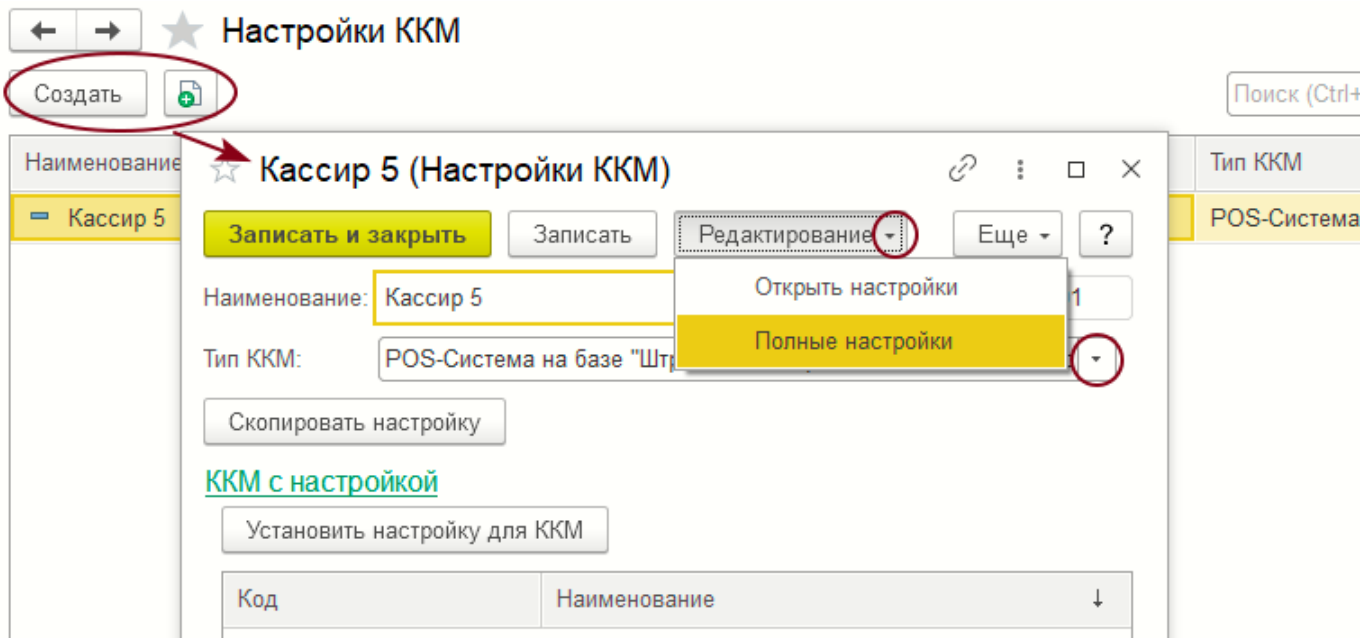 Настройки ККМ
Создать
Поиск (Ctrl+
Наименование
Кассир 5 (Настройки ККМ)
Тип ККМ
Кассир 5
Записать и закрыть
Записать
Редактирование
Еще
?
POS-Система
Наименование:
Кассир 5
Открыть настройки
1
Тип ККМ:
POS-Система на базе "Штр
Полные настройки
Скопировать настройку
ККМ с настройкой
Установить настройку для ККМ
Код
Наименование